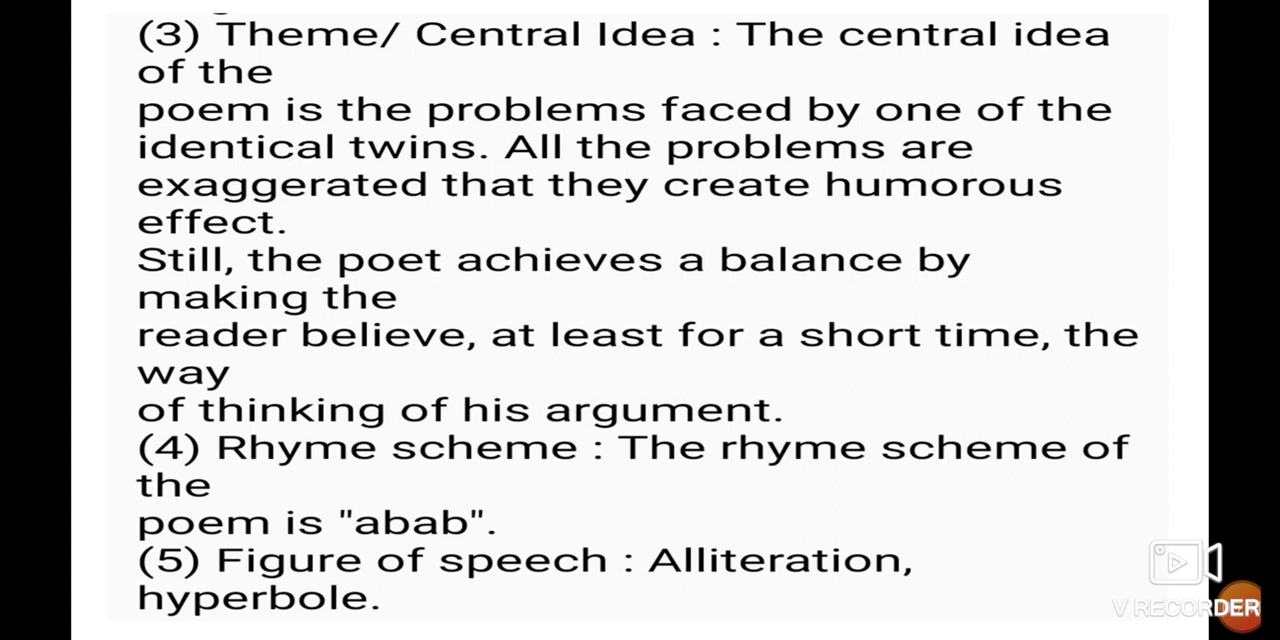 (3) Theme/ Central Idea : The central idea
of the
poem is the problems faced by one of the
identical twins. All the problems are
exaggerated that they create humorous
effect.
Still, the poet achieves a balance by
making the
reader believe, at least for a short time, the
way
of thinking of his argument.
(4) Rhyme scheme : The rhyme scheme of
the
poem is "abab".
(5) Figure of speech : Alliteration,
hyperbole.
V RECORDER